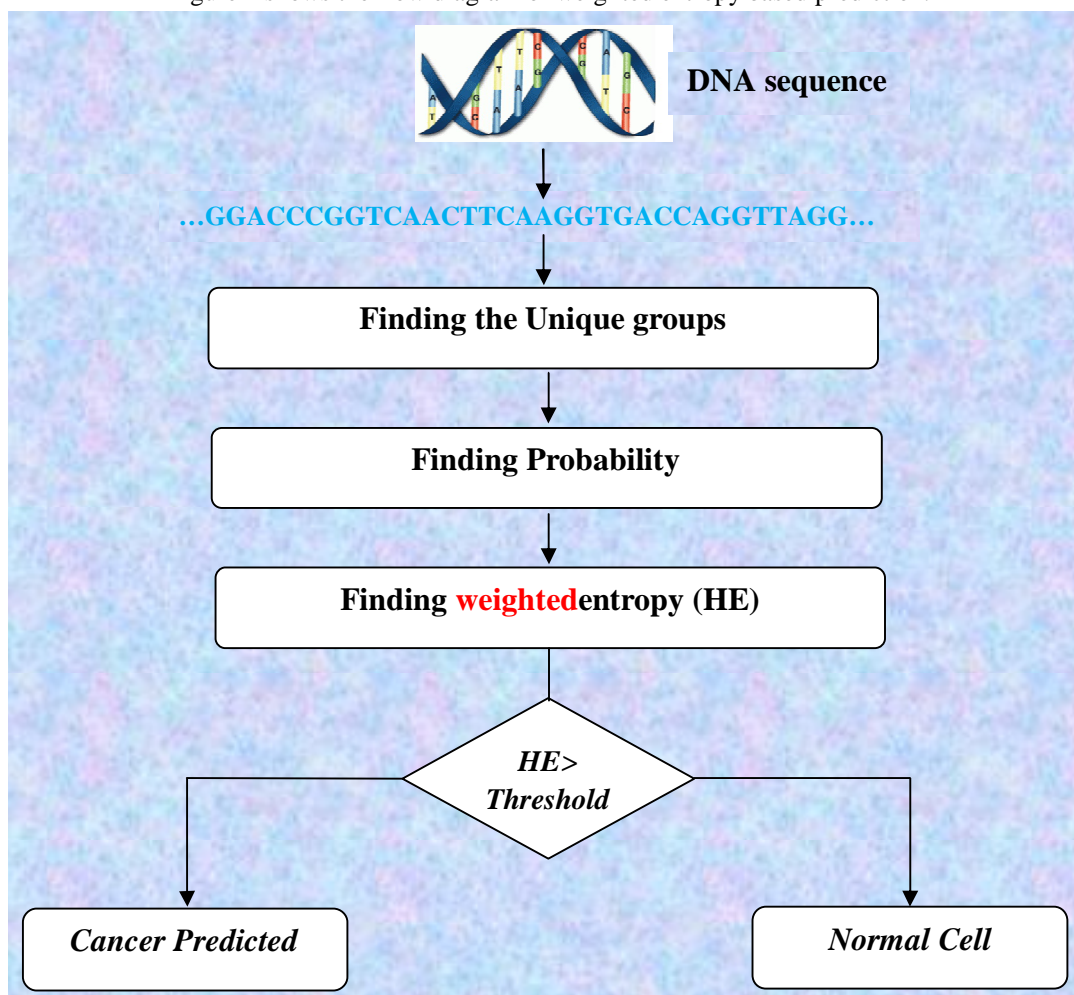 DNA sequence
T T C C A
A G A G G
T C A A T C
…GGACCCGGTCAACTTCAAGGTGACCAGGTTAGG…
Finding the Unique groups
Finding Probability
Finding weightedentropy (HE)
HE>
Threshold
Cancer Predicted
Normal Cell